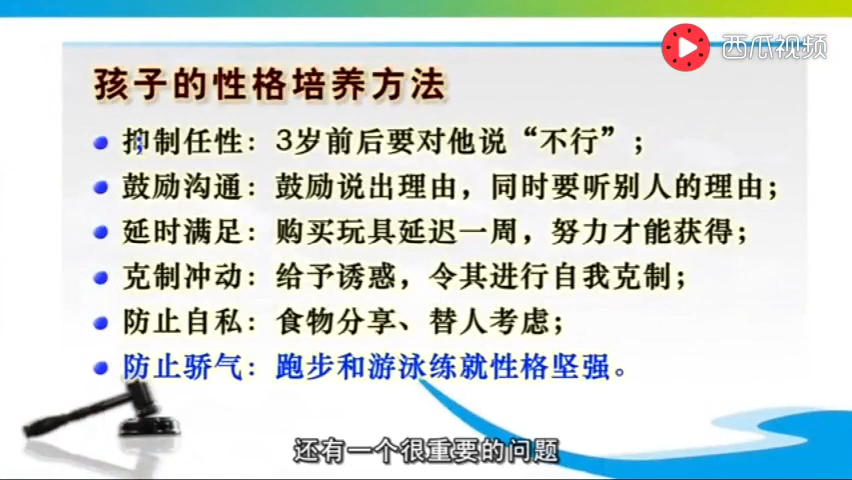 西瓜视频
孩子的性格培养方法
抑制任性：3岁前后要对他说“不行”；
鼓励沟通：鼓励说出理由，同时要听别人的理由；
延时满足：购买玩具延迟一周，努力才能获得；
克制冲动：给予诱惑，令其进行自我克制；
防止自私：食物分享、替人考虑；
防止骄气：跑步和游泳练就性格坚强。
还有一个很重要的问题